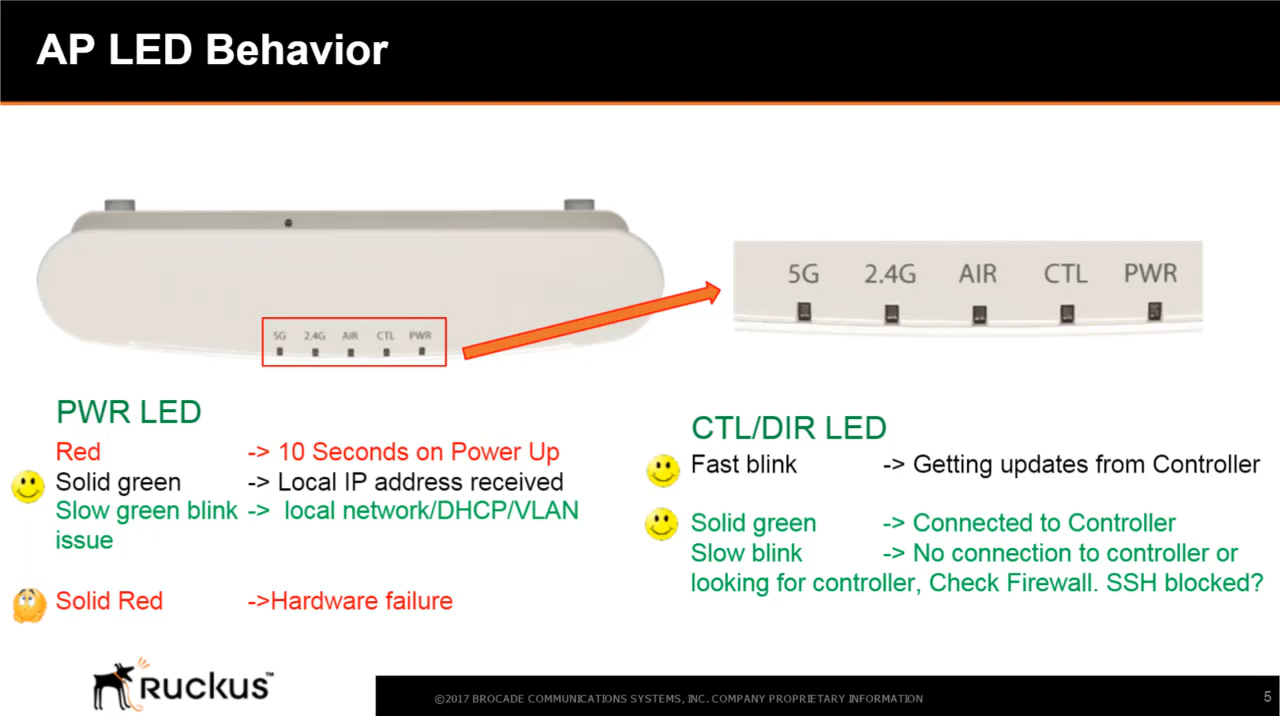 AP LED Behavior
5G 2.4G AIR CTL PWR
5G 2.4G AIR CTL PWR
PWR LED
Red -> 10 Seconds on Power Up
Solid green -> Local IP address received
Slow green blink -> local network/DHCP/VLAN
issue
Solid Red ->Hardware failure
CTL/DIR LED
Fast blink -> Getting updates from Controller
Solid green -> Connected to Controller
Slow blink -> No connection to controller or
looking for controller, Check Firewall. SSH blocked?
RUCKUS™
©2017 BROCADE COMMUNICATIONS SYSTEMS, INC. COMPANY PROPRIETARY INFORMATION
5